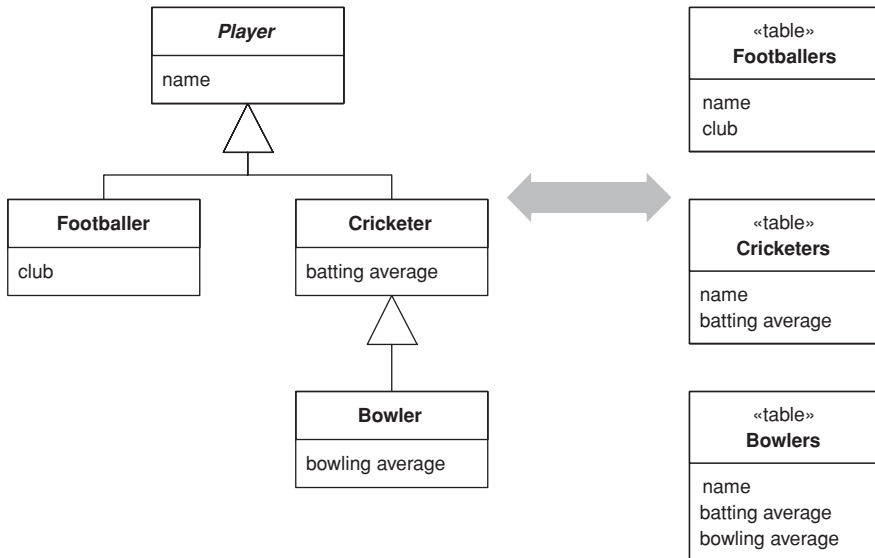 Player
name
Footballer
club
Cricketer
batting average
Bowler
bowling average
«table»
Footballers
name
club
«table»
Cricketers
name
batting average
«table»
Bowlers
name
batting average
bowling average